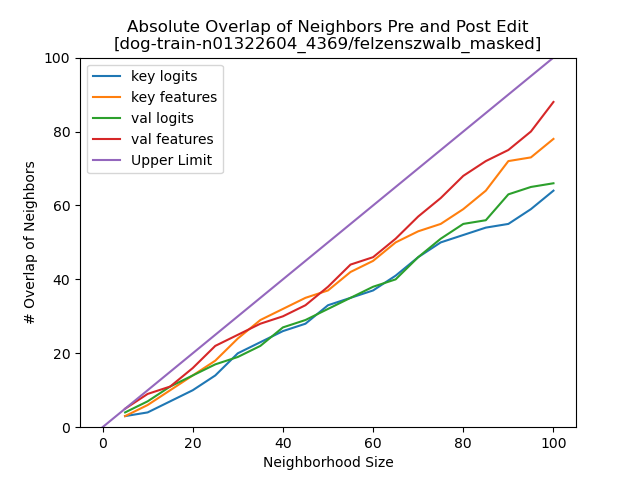 Absolute Overlap of Neighbors Pre and Post Edit
[dog-train-n01322604_4369/felzenszwalb_masked]
key logits
key features
val logits
val features
Upper Limit
100
80
60
40
20
0
# Overlap of Neighbors
0 20 40 60 80 100
Neighborhood Size